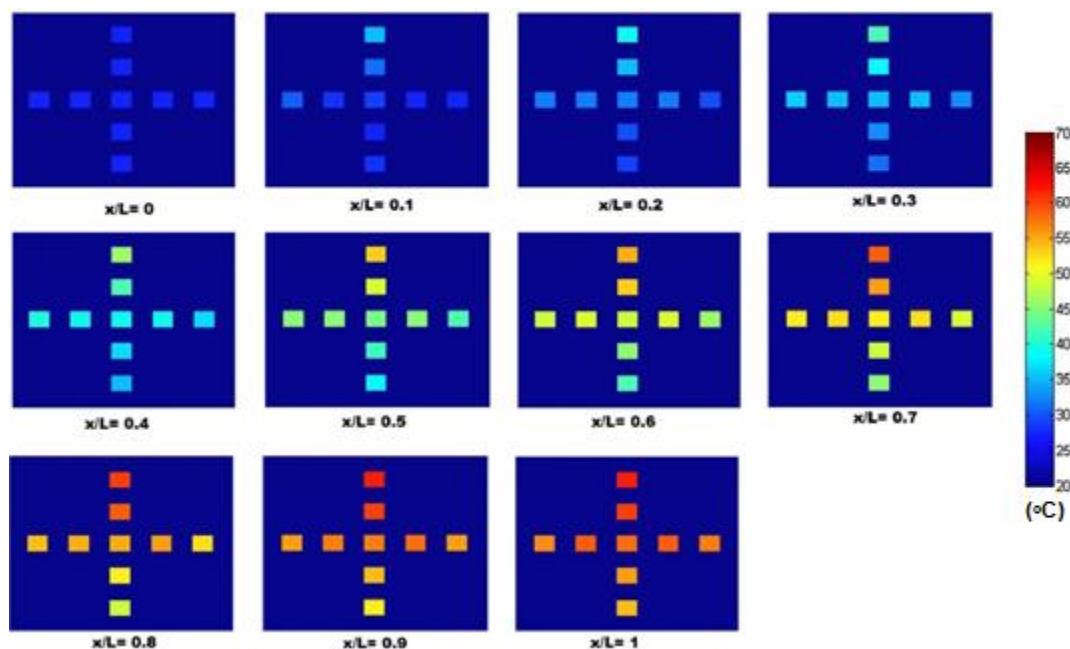 x/L= 0
x/L= 0.1
x/L= 0.2
x/L= 0.3
70
65
60
55
50
45
40
35
30
25
20
(ºC)
x/L= 0.4
x/L= 0.5
x/L= 0.6
x/L= 0.7
x/L= 0.8
x/L= 0.9
x/L= 1